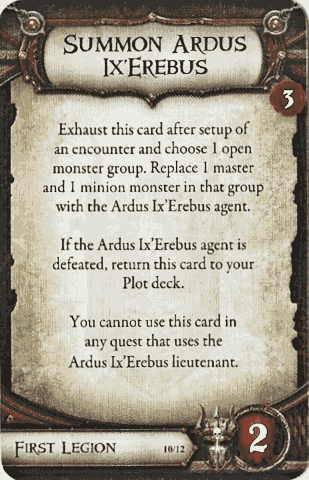 Summon Ardus
Ix'Erebus
3
Exhaust this card after setup of
an encounter and choose 1 open
monster group. Replace 1 master
and 1 minion monster in that group
with the Ardus Ix'Erebus agent.
If the Ardus Ix'Erebus agent is
defeated, return this card to your
Plot deck.
You cannot use this card in
any quest that uses the
Ardus Ix'Erebus lieutenant.
First Legion
10/12
2